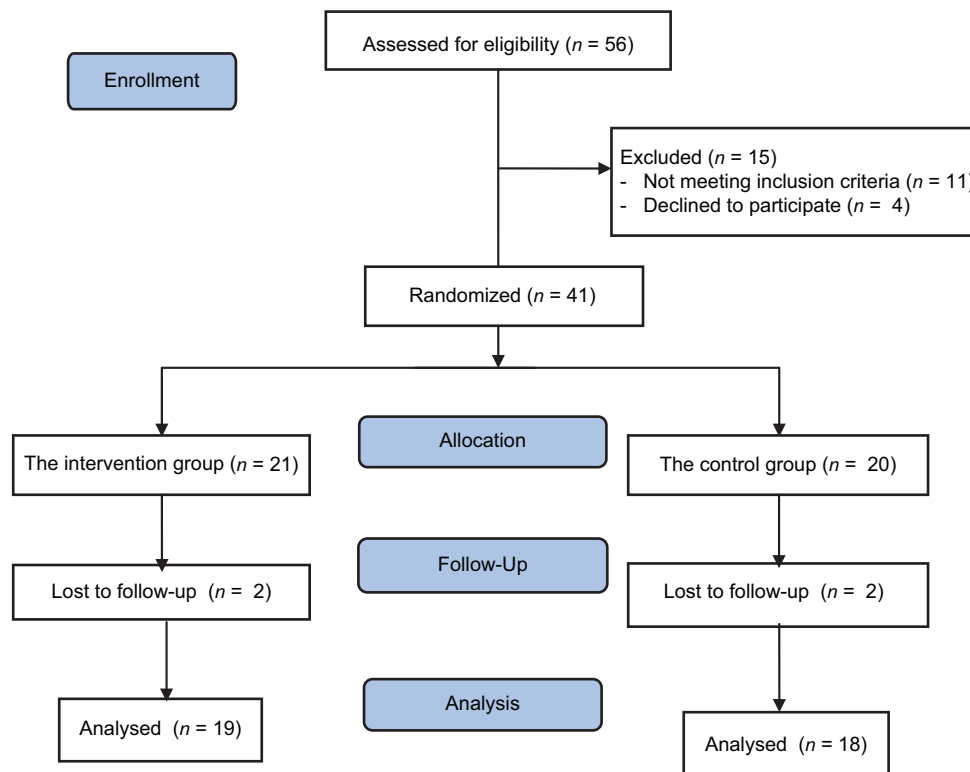 Assessed for eligibility (n = 56)
Enrollment
Excluded (n = 15)
- Not meeting inclusion criteria (n = 11)
- Declined to participate (n = 4)
Randomized (n = 41)
Allocation
The intervention group (n = 21)
The control group (n = 20)
Follow-Up
Lost to follow-up (n = 2)
Lost to follow-up (n = 2)
Analysis
Analysed (n = 19)
Analysed (n = 18)